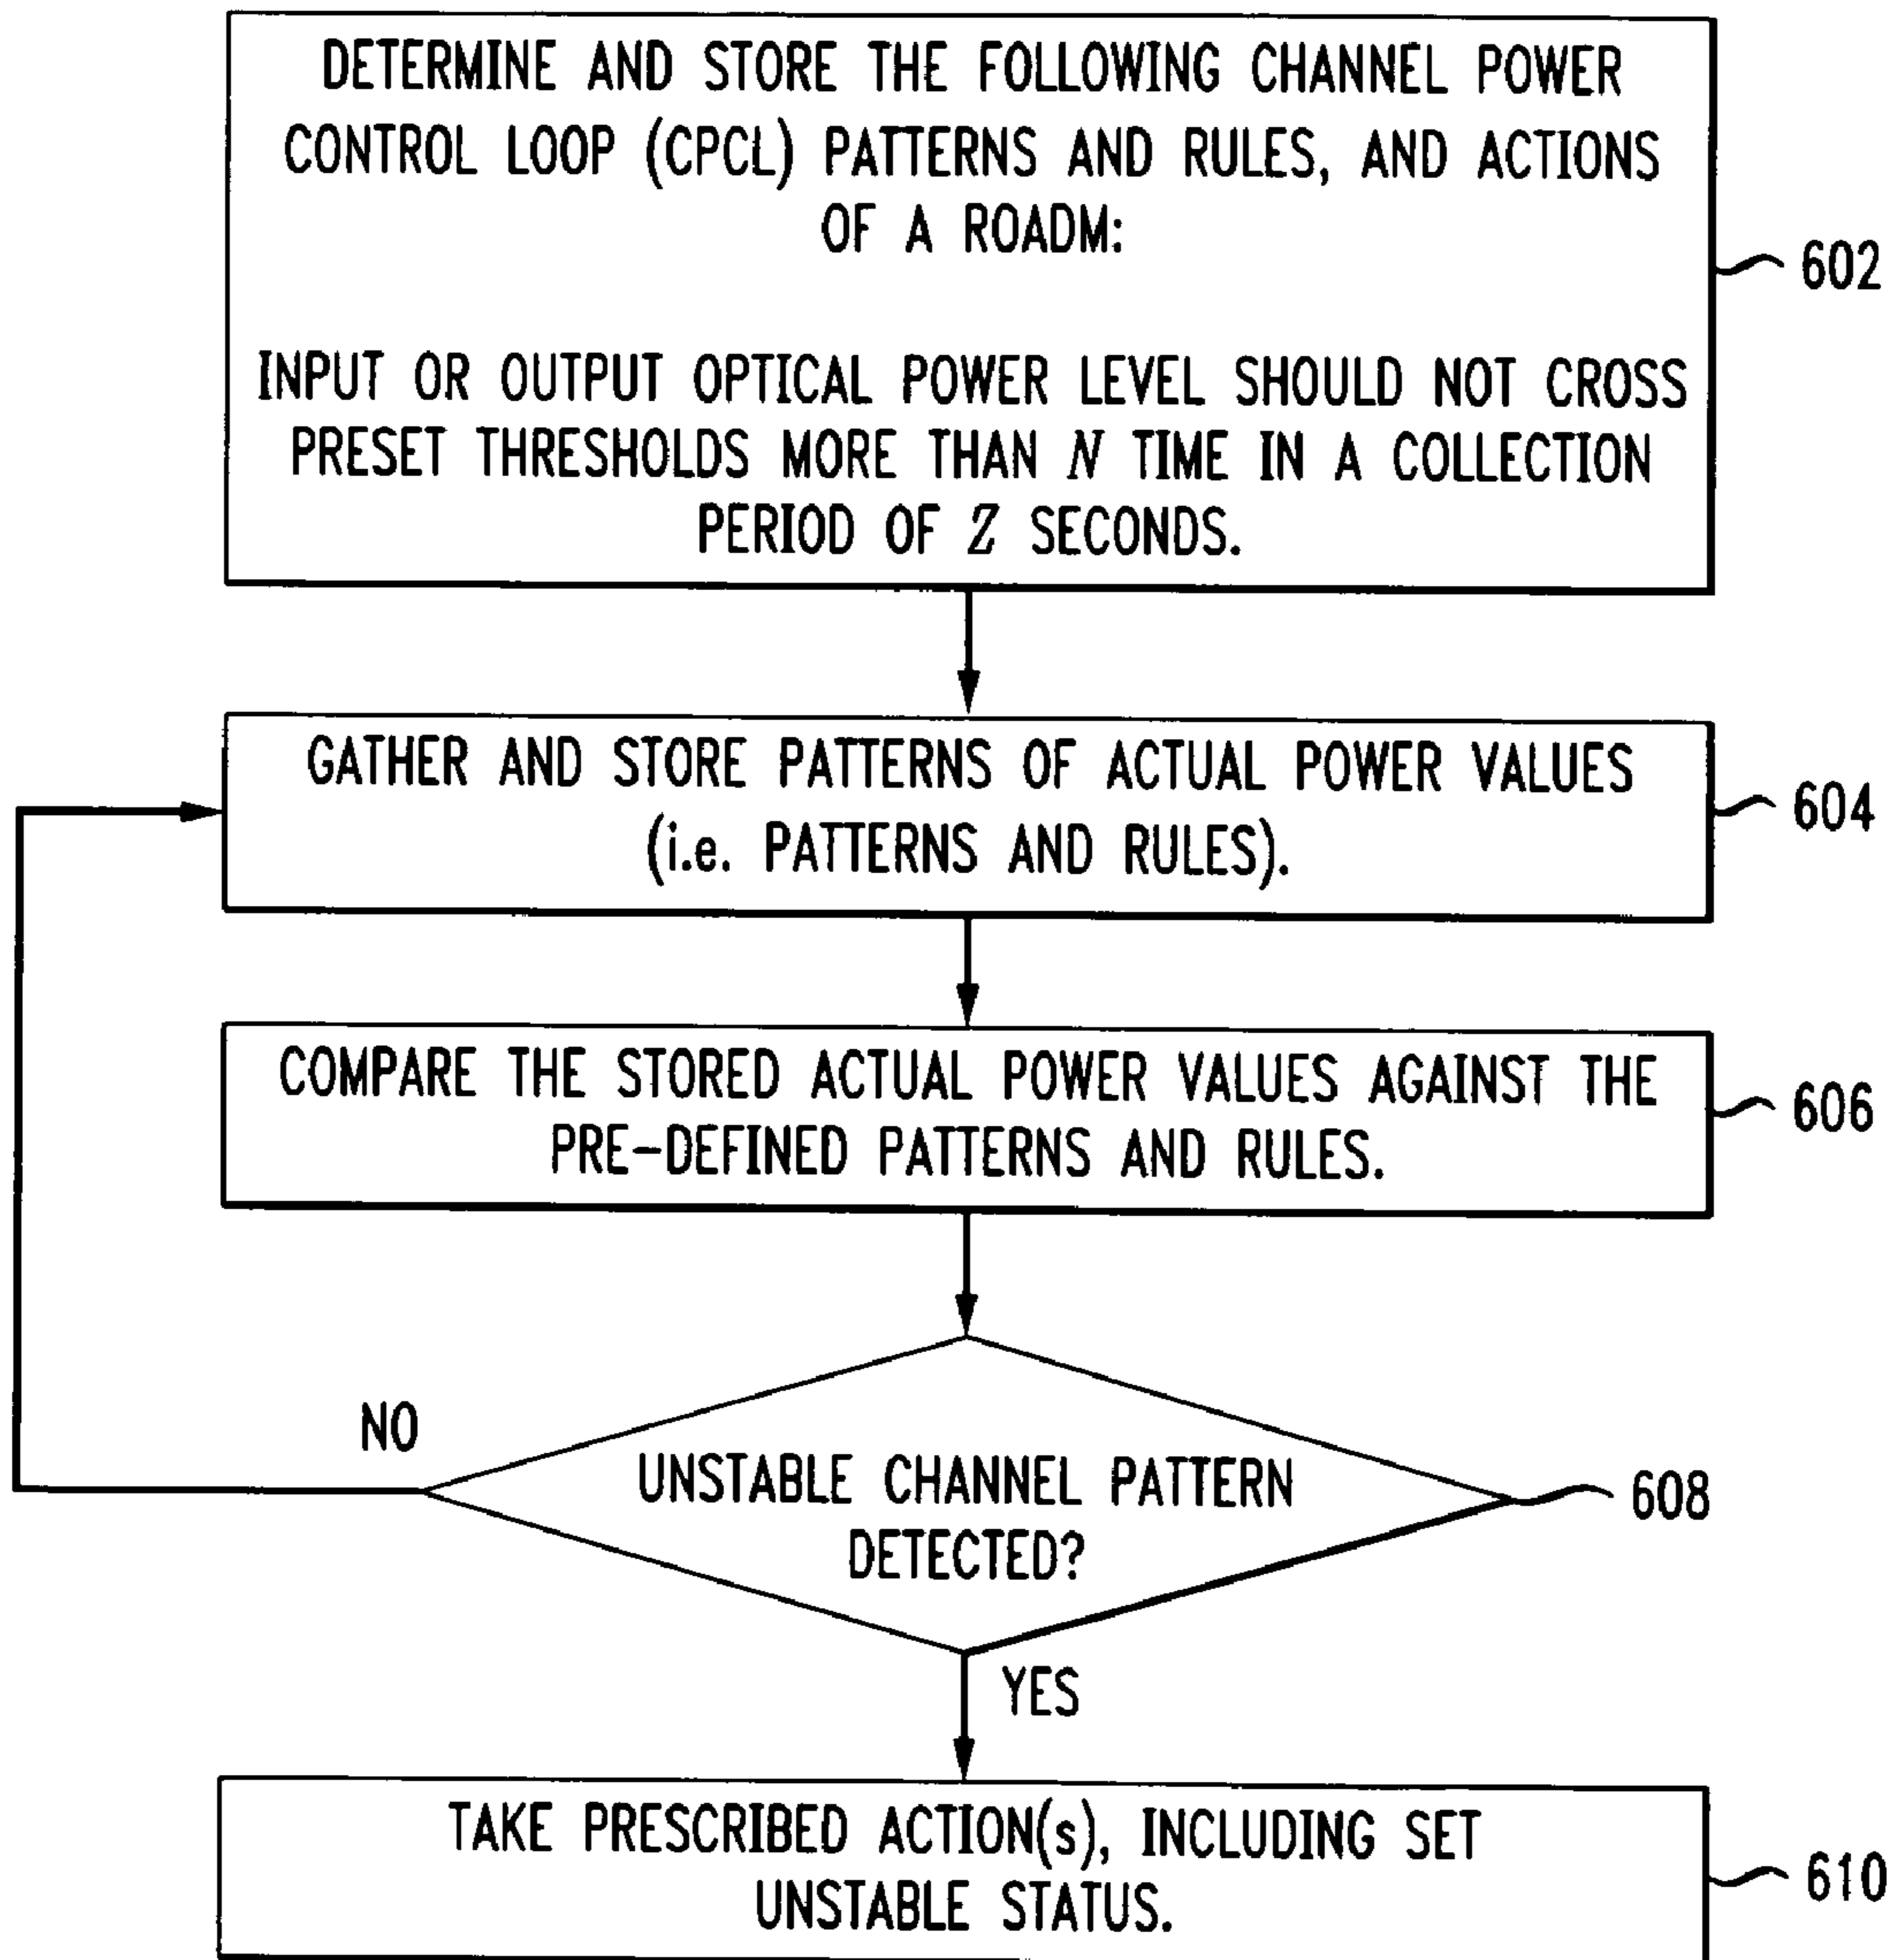 DETERMINE AND STORE THE FOLLOWING CHANNEL POWER
CONTROL LOOP (CPCL) PATTERNS AND RULES, AND ACTIONS
OF A ROADM:
602
INPUT OR OUTPUT OPTICAL POWER LEVEL SHOULD NOT CROSS
PRESET THRESHOLDS MORE THAN N TIME IN A COLLECTION
PERIOD OF Z SECONDS.
GATHER AND STORE PATTERNS OF ACTUAL POWER VALUES
(i.e. PATTERNS AND RULES).
604
COMPARE THE STORED ACTUAL POWER VALUES AGAINST THE
PRE-DEFINED PATTERNS AND RULES.
606
NO
UNSTABLE CHANNEL PATTERN
DETECTED?
608
YES
TAKE PRESCRIBED ACTION(s), INCLUDING SET
UNSTABLE STATUS.
610